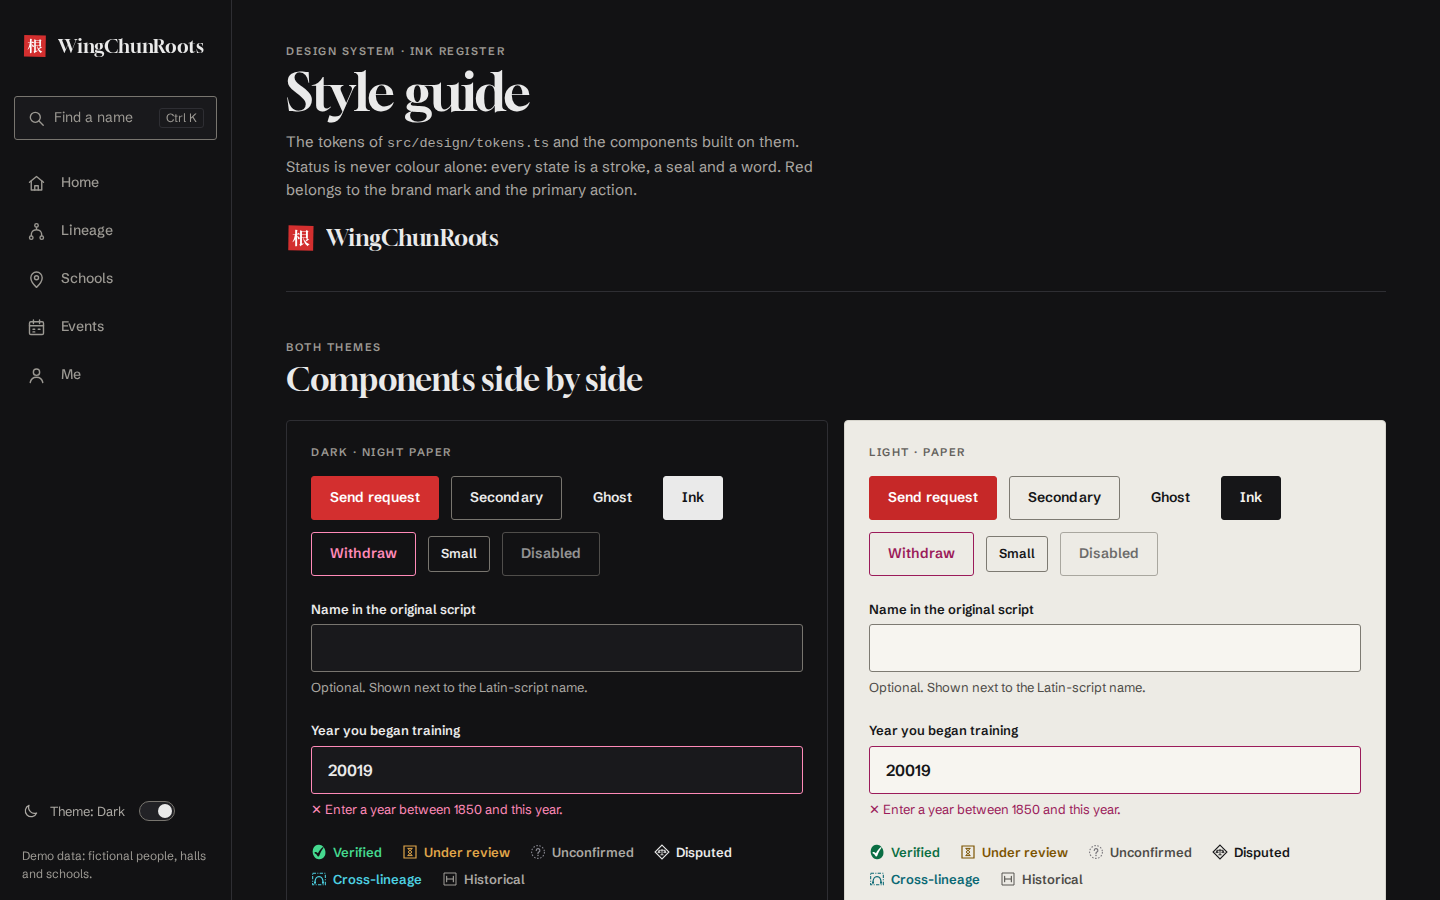 根 WingChunRoots
Find a name Ctrl K
Home
Lineage
Schools
Events
Me
Theme: Dark
Demo data: fictional people, halls
and schools.
DESIGN SYSTEM · INK REGISTER
Style guide
The tokens of src/design/tokens.ts and the components built on them.
Status is never colour alone: every state is a stroke, a seal and a word. Red
belongs to the brand mark and the primary action.
根 WingChunRoots
BOTH THEMES
Components side by side
DARK · NIGHT PAPER
Send request Secondary Ghost Ink
Withdraw Small Disabled
Name in the original script
Optional. Shown next to the Latin-script name.
Year you began training
20019
✕ Enter a year between 1850 and this year.
Verified Under review Unconfirmed Disputed
Cross-lineage Historical
LIGHT · PAPER
Send request Secondary Ghost Ink
Withdraw Small Disabled
Name in the original script
Optional. Shown next to the Latin-script name.
Year you began training
20019
✕ Enter a year between 1850 and this year.
Verified Under review Unconfirmed Disputed
Cross-lineage Historical